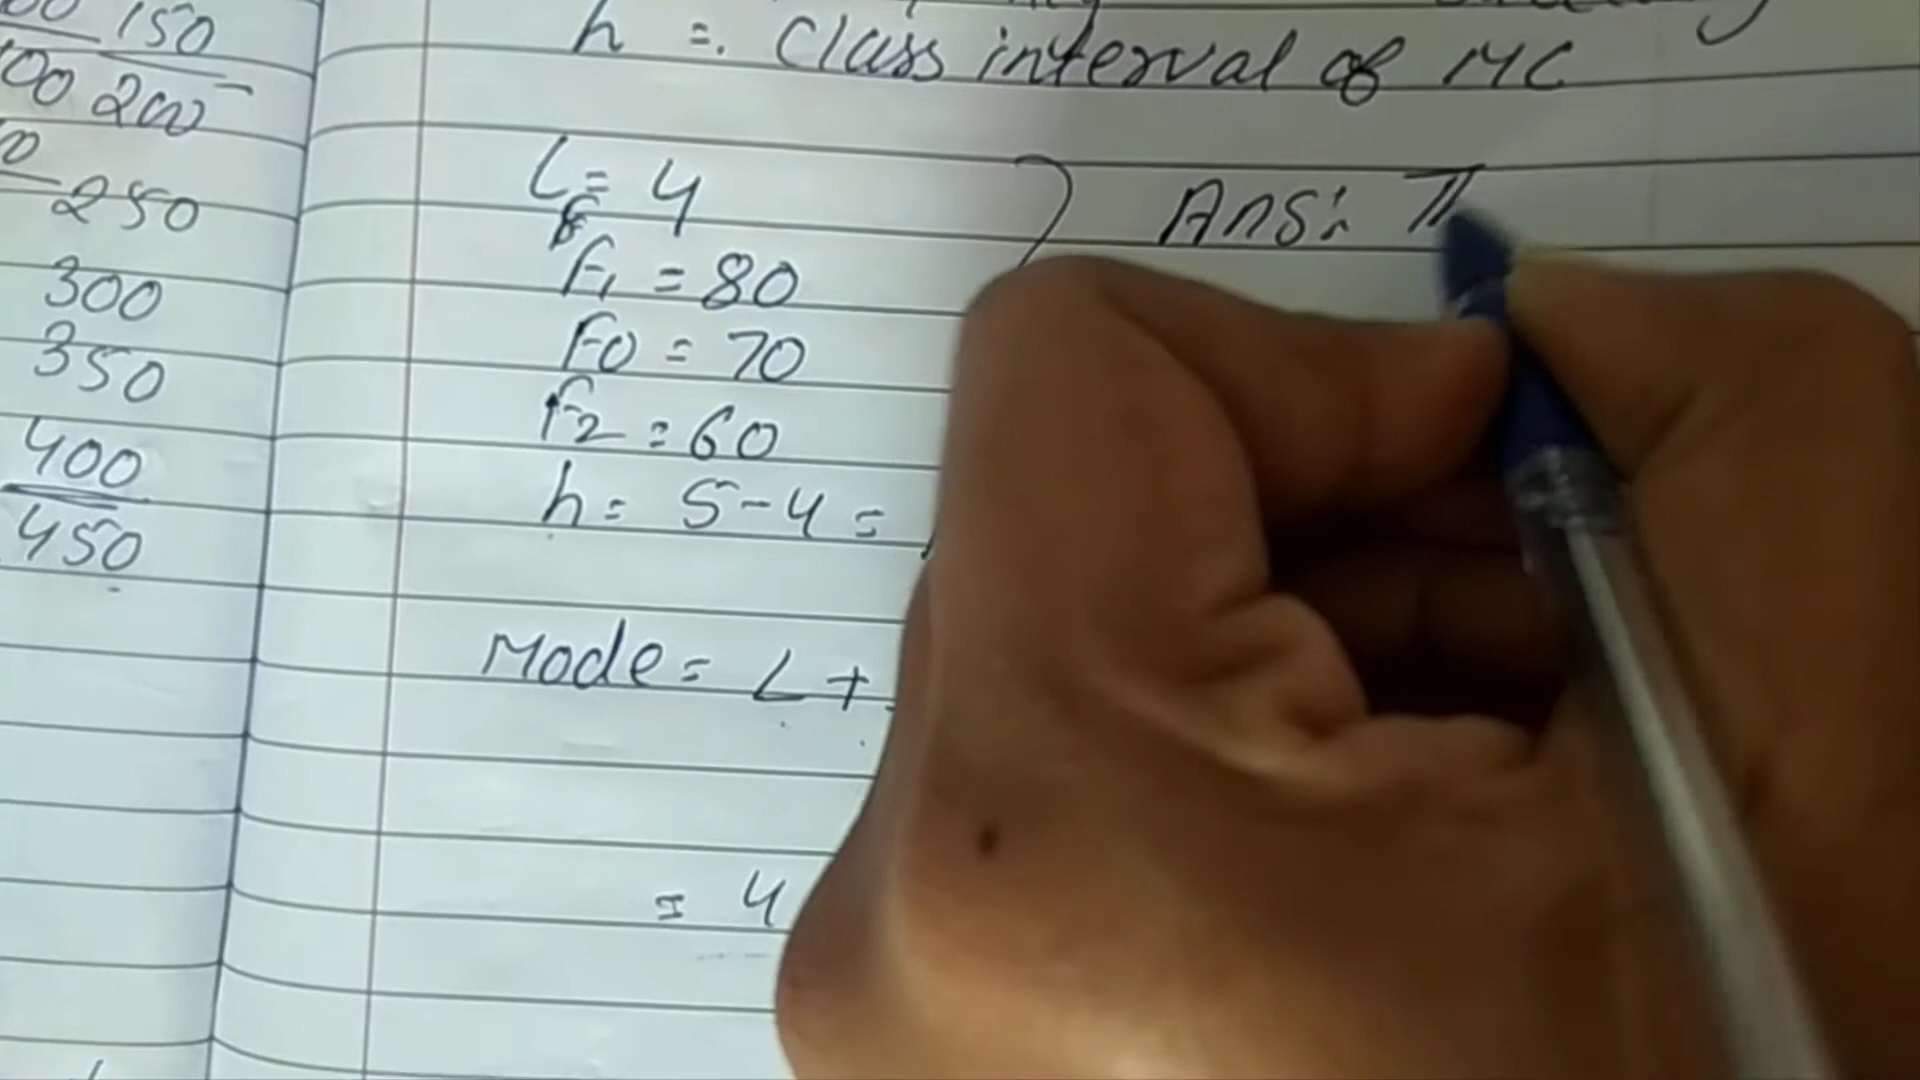 150
200
250
300
350
400
450
h = Class interval of MC
L = 4
f1 = 80
f0 = 70
f2 = 60
h = 5 - 4 =
Mode = L +
= 4
Ans: